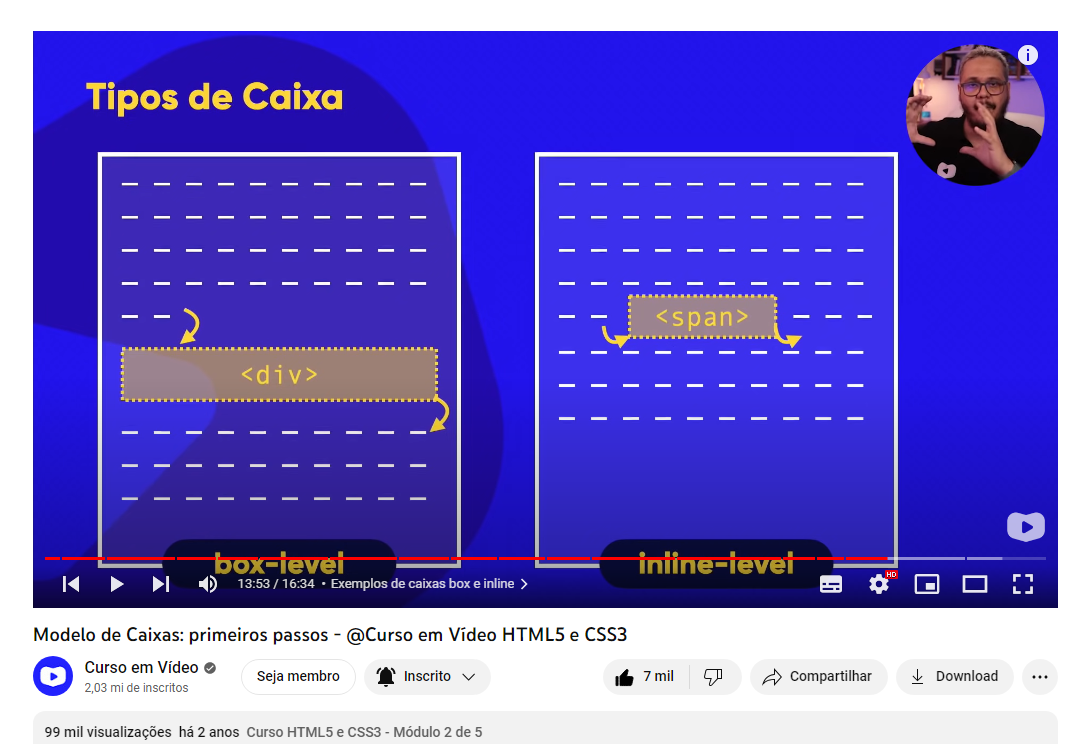 Tipos de Caixa
<div>
<span>
box-level
inline-level
13:53 / 16:34 • Exemplos de caixas box e inline
HD
Modelo de Caixas: primeiros passos - @Curso em Vídeo HTML5 e CSS3
Curso em Vídeo
2,03 mi de inscritos
Seja membro
Inscrito
7 mil
Compartilhar
Download
99 mil visualizações há 2 anos Curso HTML5 e CSS3 - Módulo 2 de 5